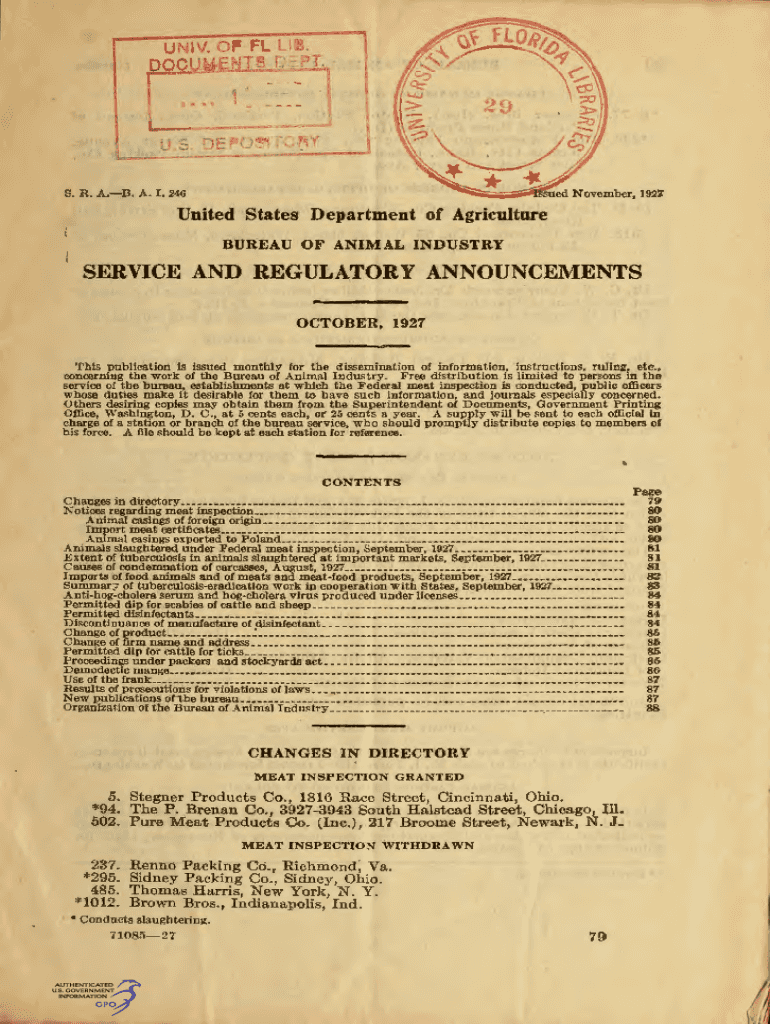 UNIV. OF FL LIB.
DOCUMENTS DEPT.
U.S. DEPOSITORY
UNIVERSITY OF FLORIDA LIBRARIES
29
S. R. A.—B. A. I. 246
Issued November, 1927
United States Department of Agriculture
BUREAU OF ANIMAL INDUSTRY
SERVICE AND REGULATORY ANNOUNCEMENTS
OCTOBER, 1927
This publication is issued monthly for the dissemination of information, instructions, ruling, etc.,
concerning the work of the Bureau of Animal Industry. Free distribution is limited to persons in the
service of the bureau, establishments at which the Federal meat inspection is conducted, public officers
whose duties make it desirable for them to have such information, and journals especially concerned.
Others desiring copies may obtain them from the Superintendent of Documents, Government Printing
Office, Washington, D. C., at 5 cents each, or 25 cents a year. A supply will be sent to each official in
charge of a station or branch of the bureau service, who should promptly distribute copies to members of
his force. A file should be kept at each station for reference.
CONTENTS
Page
Changes in directory 79
Notices regarding meat inspection 80
Animal casings of foreign origin 80
Import meat certificates 80
Animal casings exported to Poland 80
Animals slaughtered under Federal meat inspection, September, 1927 81
Extent of tuberculosis in animals slaughtered at important markets, September, 1927 81
Causes of condemnation of carcasses, August, 1927 81
Imports of food animals and of meats and meat-food products, September, 1927 82
Summary of tuberculosis-eradication work in cooperation with States, September, 1927 83
Anti-hog-cholera serum and hog-cholera virus produced under licenses 84
Permitted dip for scabies of cattle and sheep 84
Permitted disinfectants 84
Discontinuance of manufacture of disinfectant 84
Change of product 85
Change of firm name and address 85
Permitted dip for cattle for ticks 85
Proceedings under packers and stockyards act 85
Demodectic mange 86
Use of the frank 87
Results of prosecutions for violations of laws 87
New publications of the bureau 87
Organization of the Bureau of Animal Industry 88
CHANGES IN DIRECTORY
MEAT INSPECTION GRANTED
5. Stegner Products Co., 1816 Race Street, Cincinnati, Ohio.
*94. The P. Brenan Co., 3927-3943 South Halstead Street, Chicago, Ill.
502. Pure Meat Products Co. (Inc.), 217 Broome Street, Newark, N. J.
MEAT INSPECTION WITHDRAWN
237. Renno Packing Co., Richmond, Va.
*295. Sidney Packing Co., Sidney, Ohio.
485. Thomas Harris, New York, N. Y.
*1012. Brown Bros., Indianapolis, Ind.
* Conducts slaughtering.
71085—27
79
AUTHENTICATED
U.S. GOVERNMENT
INFORMATION
GPO